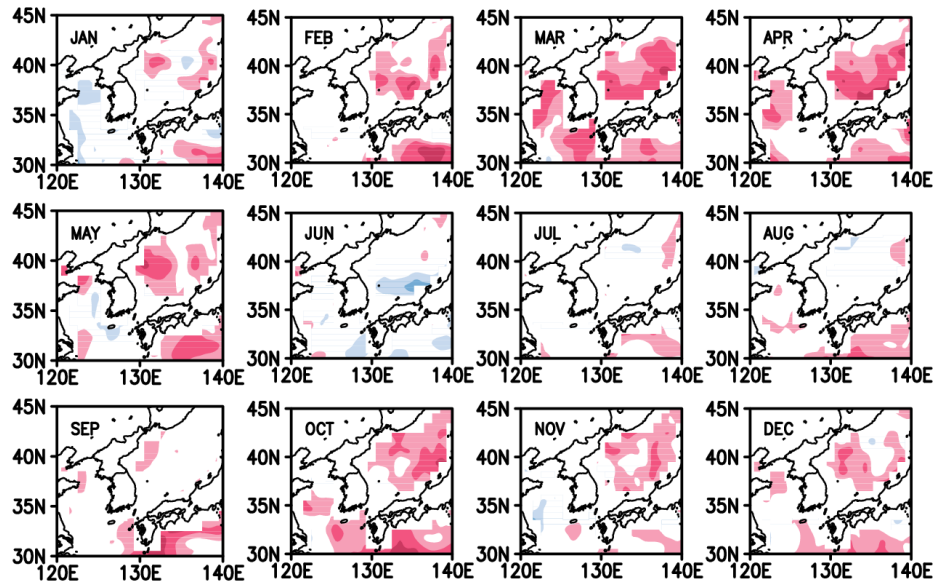 45N 45N 45N 45N
JAN FEB MAR APR
40N 40N 40N 40N
35N 35N 35N 35N
30N 30N 30N 30N
120E 130E 140E 120E 130E 140E 120E 130E 140E 120E 130E 140E
45N 45N 45N 45N
MAY JUN JUL AUG
40N 40N 40N 40N
35N 35N 35N 35N
30N 30N 30N 30N
120E 130E 140E 120E 130E 140E 120E 130E 140E 120E 130E 140E
45N 45N 45N 45N
SEP OCT NOV DEC
40N 40N 40N 40N
35N 35N 35N 35N
30N 30N 30N 30N
120E 130E 140E 120E 130E 140E 120E 130E 140E 120E 130E 140E